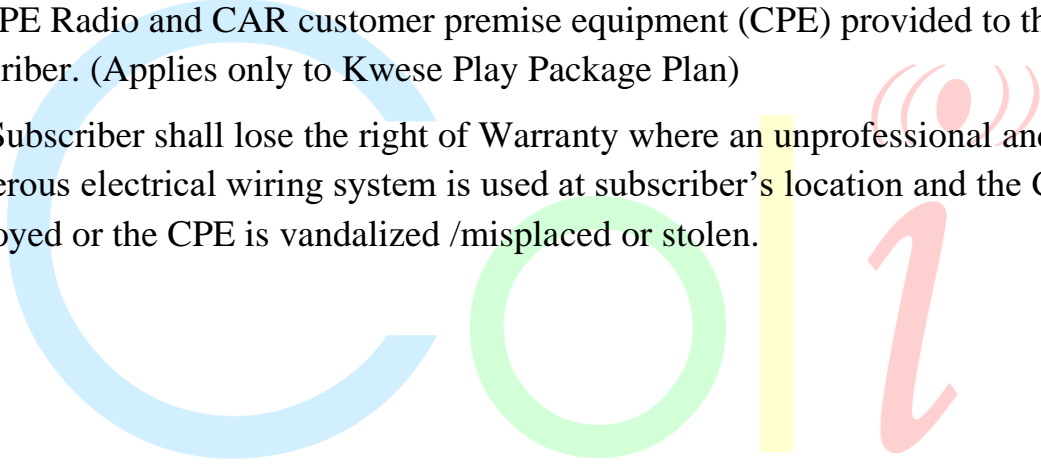 PE Radio and CAR customer premise equipment (CPE) provided to th
riber. (Applies only to Kwese Play Package Plan)
Subscriber shall lose the right of Warranty where an unprofessional and
erous electrical wiring system is used at subscriber’s location and the C
oyed or the CPE is vandalized /misplaced or stolen.
Coli